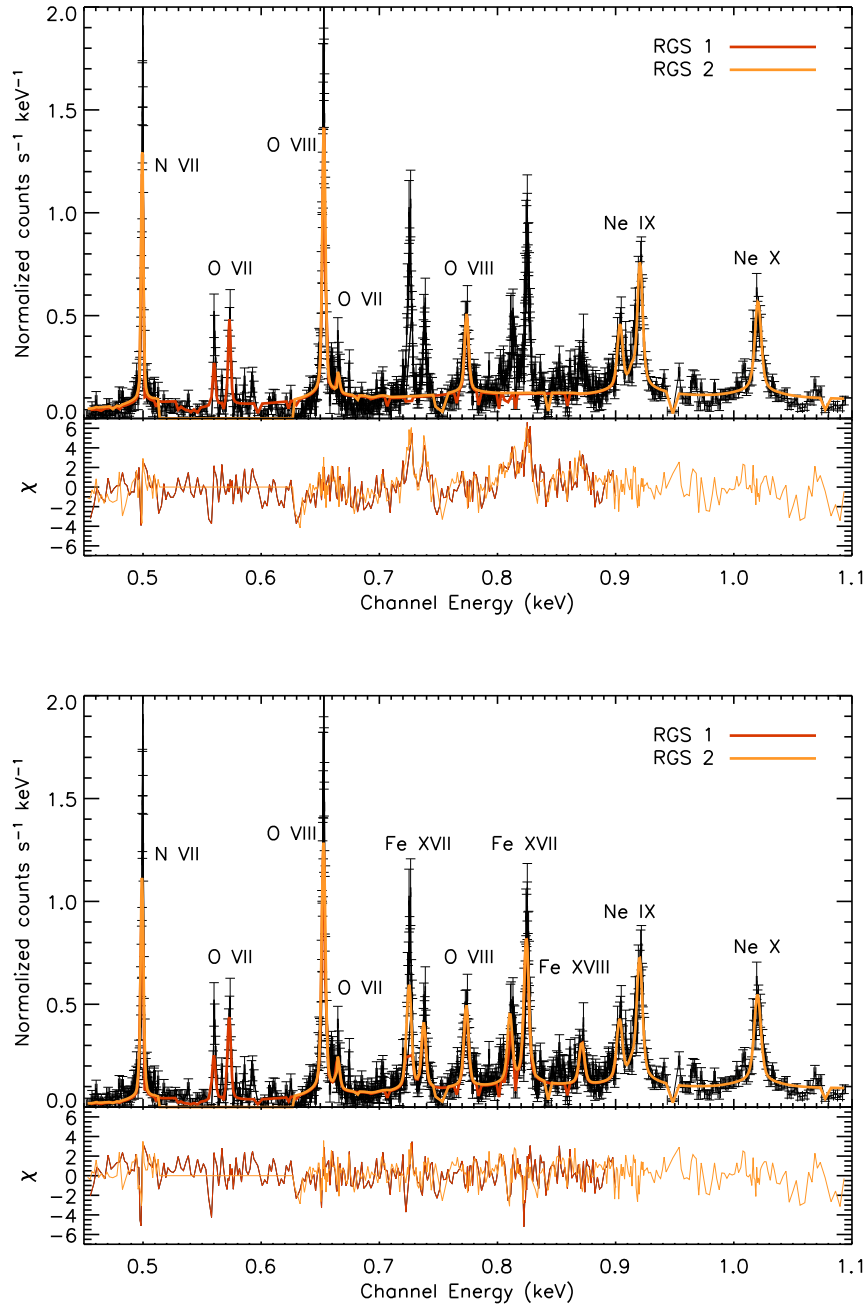 2.0
RGS 1
RGS 2
1.5
O VIII
N VII
1.0
Ne IX
Ne X
O VII
O VIII
O VII
0.5
0.0
Normalized counts s⁻¹ keV⁻¹
6
4
2
0
−2
−4
−6
χ
0.5 0.6 0.7 0.8 0.9 1.0 1.1
Channel Energy (keV)
2.0
RGS 1
RGS 2
1.5
O VIII
N VII
Fe XVII
Fe XVII
1.0
Ne IX
O VII
O VIII
Ne X
Fe XVIII
O VII
0.5
0.0
Normalized counts s⁻¹ keV⁻¹
6
4
2
0
−2
−4
−6
χ
0.5 0.6 0.7 0.8 0.9 1.0 1.1
Channel Energy (keV)